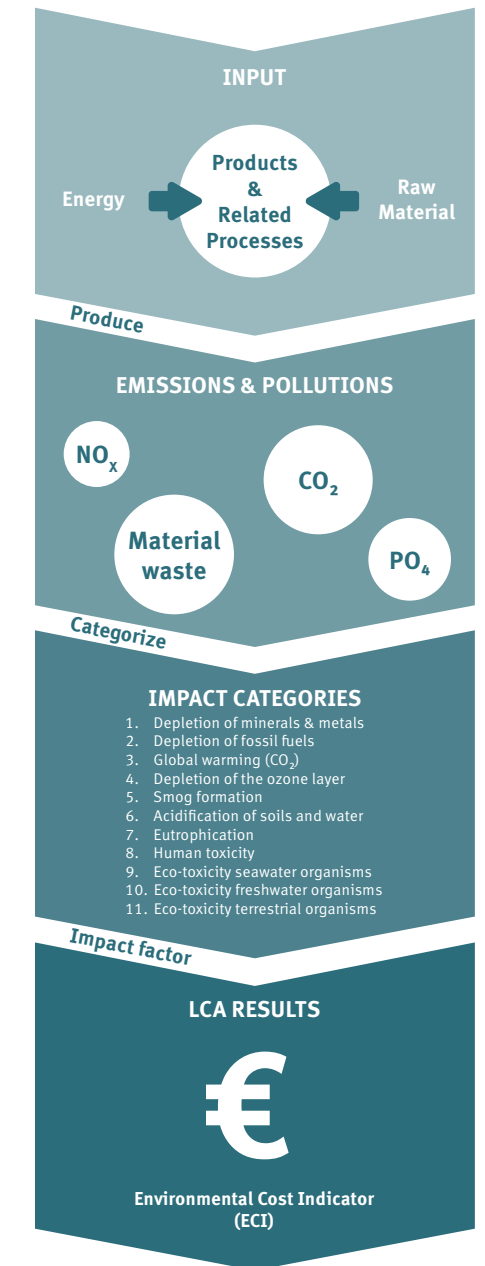 INPUT
Energy
Products
&
Related
Processes
Raw
Material
Produce
EMISSIONS & POLLUTIONS
NOₓ
CO₂
Material
waste
PO₄
Categorize
IMPACT CATEGORIES
1. Depletion of minerals & metals
2. Depletion of fossil fuels
3. Global warming (CO₂)
4. Depletion of the ozone layer
5. Smog formation
6. Acidification of soils and water
7. Eutrophication
8. Human toxicity
9. Eco-toxicity seawater organisms
10. Eco-toxicity freshwater organisms
11. Eco-toxicity terrestrial organisms
Impact factor
LCA RESULTS
€
Environmental Cost Indicator
(ECI)